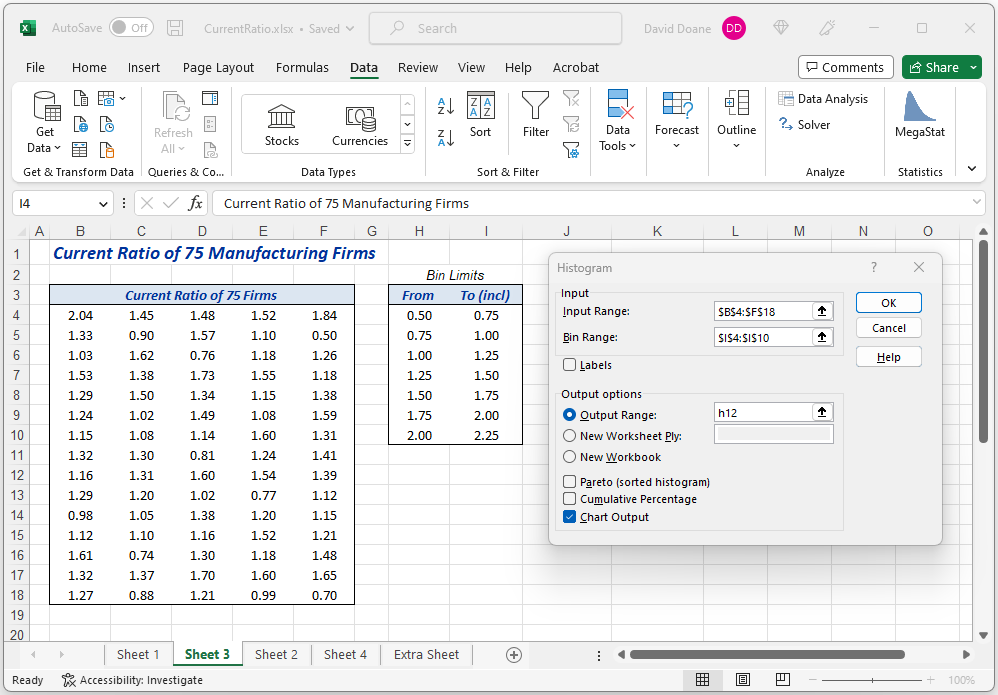 AutoSave Off CurrentRatio.xlsx • Saved Search David Doane DD
File Home Insert Page Layout Formulas Data Review View Help Acrobat Comments Share
Get Data Refresh All Stocks Currencies Sort Filter Data Tools Forecast Outline Data Analysis Solver MegaStat
Get & Transform Data Queries & Co... Data Types Sort & Filter Analyze Statistics
I4 fx Current Ratio of 75 Manufacturing Firms
A B C D E F G H I J K L M N O
1 Current Ratio of 75 Manufacturing Firms
2 Bin Limits
3 Current Ratio of 75 Firms From To (incl)
4 2.04 1.45 1.48 1.52 1.84 0.50 0.75
5 1.33 0.90 1.57 1.10 0.50 0.75 1.00
6 1.03 1.62 0.76 1.18 1.26 1.00 1.25
7 1.53 1.38 1.73 1.55 1.18 1.25 1.50
8 1.29 1.50 1.34 1.15 1.38 1.50 1.75
9 1.24 1.02 1.49 1.08 1.59 1.75 2.00
10 1.15 1.08 1.14 1.60 1.31 2.00 2.25
11 1.32 1.30 0.81 1.24 1.41
12 1.16 1.31 1.60 1.54 1.39
13 1.29 1.20 1.02 0.77 1.12
14 0.98 1.05 1.38 1.20 1.15
15 1.12 1.10 1.16 1.52 1.21
16 1.61 0.74 1.30 1.18 1.48
17 1.32 1.37 1.70 1.60 1.65
18 1.27 0.88 1.21 0.99 0.70
19
20
Histogram ?
Input
Input Range: $B$4:$F$18 OK
Bin Range: $I$4:$I$10 Cancel
Labels Help
Output options
Output Range: h12
New Worksheet Ply:
New Workbook
Pareto (sorted histogram)
Cumulative Percentage
Chart Output
Sheet 1 Sheet 3 Sheet 2 Sheet 4 Extra Sheet
Ready Accessibility: Investigate 100%